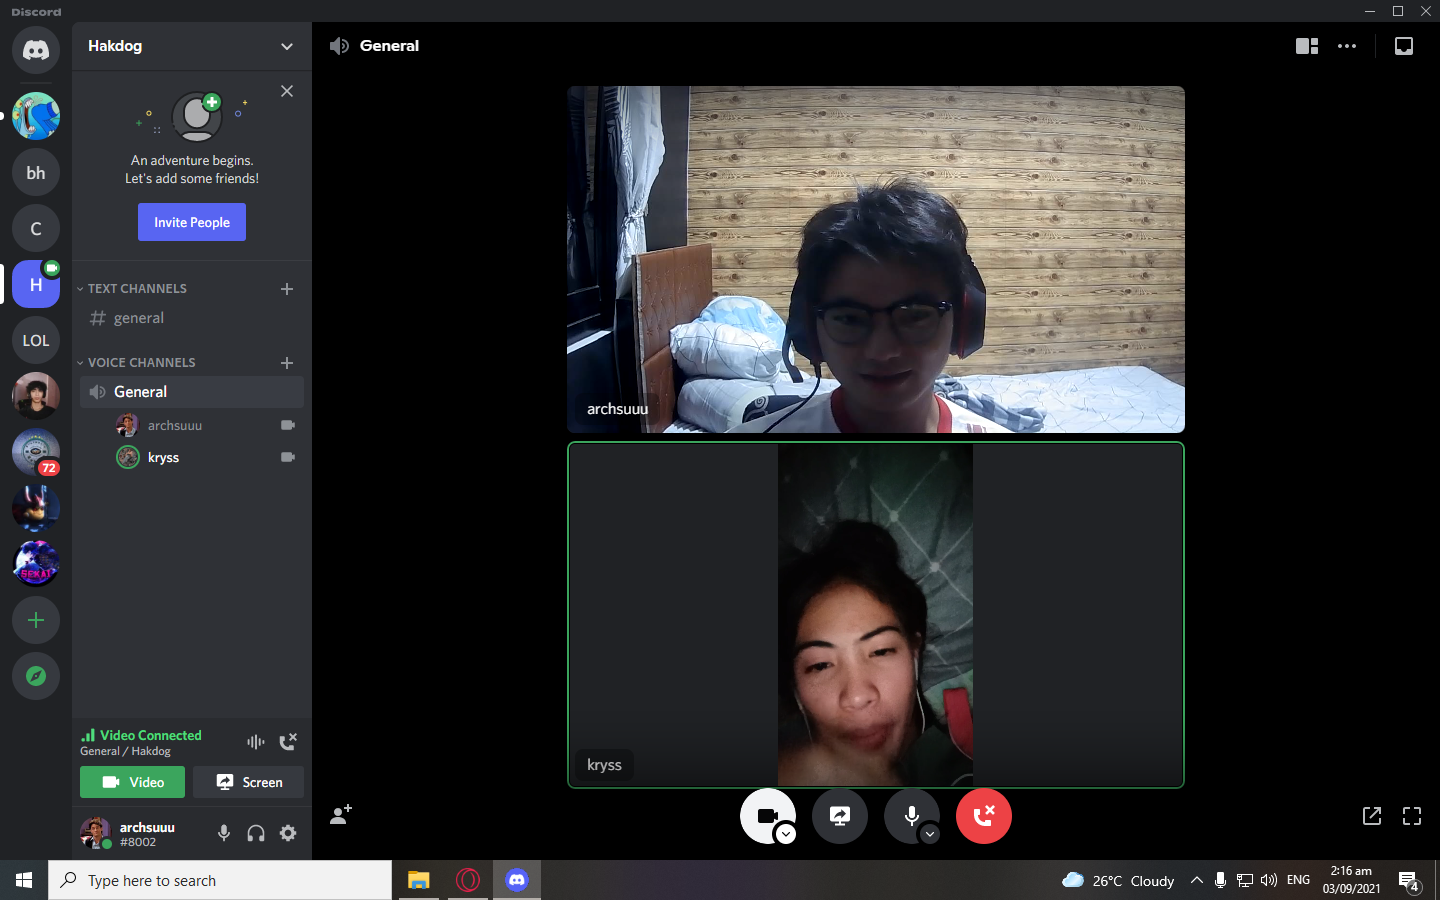 Discord
Hakdog
General
An adventure begins.
Let's add some friends!
Invite People
bh
C
H
LOL
72
SEKAI
TEXT CHANNELS
general
VOICE CHANNELS
General
archsuuu
kryss
archsuuu
kryss
Video Connected
General / Hakdog
Video
Screen
archsuuu
#8002
Type here to search
26°C Cloudy
ENG
2:16 am
03/09/2021
4